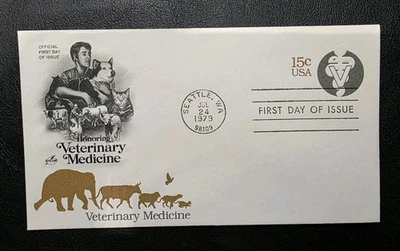 OFFICIAL
FIRST DAY
OF ISSUE
Honoring
Veterinary
Medicine
Veterinary Medicine
SEATTLE, WA
JUL
24
1979
98109
15c
USA
FIRST DAY OF ISSUE